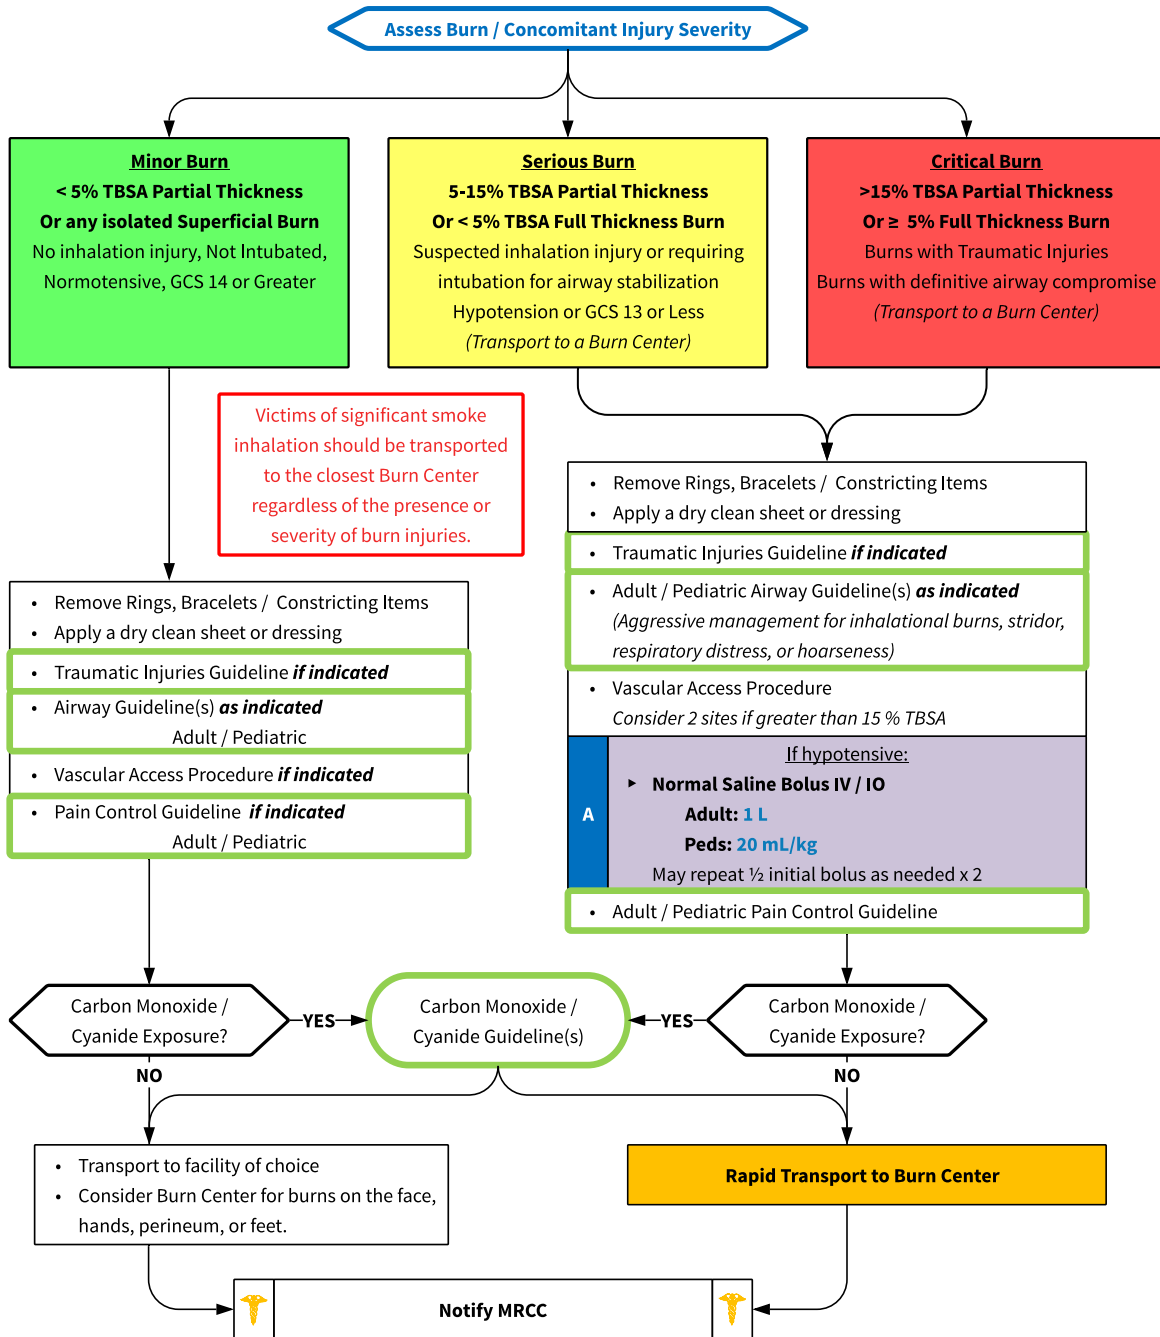 Assess Burn / Concomitant Injury Severity
Minor Burn
< 5% TBSA Partial Thickness
Or any isolated Superficial Burn
No inhalation injury, Not Intubated,
Normotensive, GCS 14 or Greater
Serious Burn
5-15% TBSA Partial Thickness
Or < 5% TBSA Full Thickness Burn
Suspected inhalation injury or requiring
intubation for airway stabilization
Hypotension or GCS 13 or Less
(Transport to a Burn Center)
Critical Burn
>15% TBSA Partial Thickness
Or ≥ 5% Full Thickness Burn
Burns with Traumatic Injuries
Burns with definitive airway compromise
(Transport to a Burn Center)
Victims of significant smoke
inhalation should be transported
to the closest Burn Center
regardless of the presence or
severity of burn injuries.
• Remove Rings, Bracelets / Constricting Items
• Apply a dry clean sheet or dressing
• Traumatic Injuries Guideline if indicated
• Airway Guideline(s) as indicated
Adult / Pediatric
• Vascular Access Procedure if indicated
• Pain Control Guideline if indicated
Adult / Pediatric
• Remove Rings, Bracelets / Constricting Items
• Apply a dry clean sheet or dressing
• Traumatic Injuries Guideline if indicated
• Adult / Pediatric Airway Guideline(s) as indicated
(Aggressive management for inhalational burns, stridor,
respiratory distress, or hoarseness)
• Vascular Access Procedure
Consider 2 sites if greater than 15 % TBSA
A
If hypotensive:
▸ Normal Saline Bolus IV / IO
Adult: 1 L
Peds: 20 mL/kg
May repeat ½ initial bolus as needed x 2
• Adult / Pediatric Pain Control Guideline
Carbon Monoxide /
Cyanide Exposure?
YES
Carbon Monoxide /
Cyanide Guideline(s)
YES
Carbon Monoxide /
Cyanide Exposure?
NO
NO
• Transport to facility of choice
• Consider Burn Center for burns on the face,
hands, perineum, or feet.
Rapid Transport to Burn Center
Notify MRCC